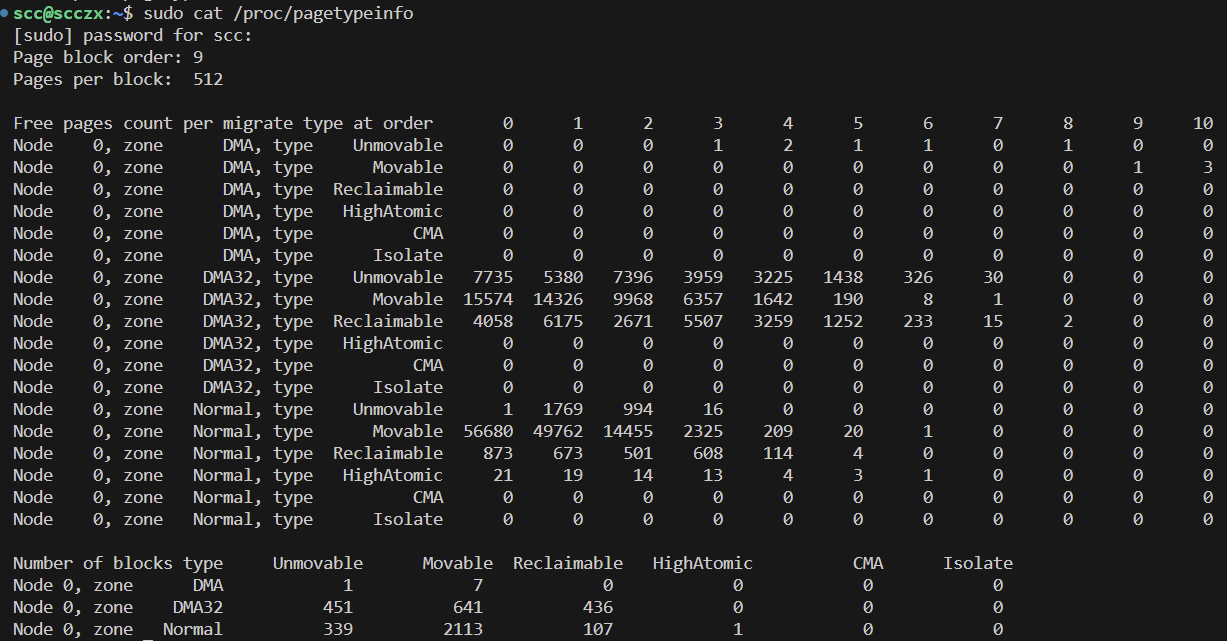 scc@scczx:~$ sudo cat /proc/pagetypeinfo
[sudo] password for scc:
Page block order: 9
Pages per block:  512

Free pages count per migrate type at order       0      1      2      3      4      5      6      7      8      9     10
Node    0, zone      DMA, type    Unmovable      0      0      0      1      2      1      1      0      1      0      0
Node    0, zone      DMA, type      Movable      0      0      0      0      0      0      0      0      0      1      3
Node    0, zone      DMA, type  Reclaimable      0      0      0      0      0      0      0      0      0      0      0
Node    0, zone      DMA, type   HighAtomic      0      0      0      0      0      0      0      0      0      0      0
Node    0, zone      DMA, type          CMA      0      0      0      0      0      0      0      0      0      0      0
Node    0, zone      DMA, type      Isolate      0      0      0      0      0      0      0      0      0      0      0
Node    0, zone    DMA32, type    Unmovable   7735   5380   7396   3959   3225   1438    326     30      0      0      0
Node    0, zone    DMA32, type      Movable  15574  14326   9968   6357   1642    190      8      1      0      0      0
Node    0, zone    DMA32, type  Reclaimable   4058   6175   2671   5507   3259   1252    233     15      2      0      0
Node    0, zone    DMA32, type   HighAtomic      0      0      0      0      0      0      0      0      0      0      0
Node    0, zone    DMA32, type          CMA      0      0      0      0      0      0      0      0      0      0      0
Node    0, zone    DMA32, type      Isolate      0      0      0      0      0      0      0      0      0      0      0
Node    0, zone   Normal, type    Unmovable      1   1769    994     16      0      0      0      0      0      0      0
Node    0, zone   Normal, type      Movable  56680  49762  14455   2325    209     20      1      0      0      0      0
Node    0, zone   Normal, type  Reclaimable    873    673    501    608    114      4      0      0      0      0      0
Node    0, zone   Normal, type   HighAtomic     21     19     14     13      4      3      1      0      0      0      0
Node    0, zone   Normal, type          CMA      0      0      0      0      0      0      0      0      0      0      0
Node    0, zone   Normal, type      Isolate      0      0      0      0      0      0      0      0      0      0      0

Number of blocks type     Unmovable      Movable  Reclaimable   HighAtomic          CMA      Isolate
Node 0, zone      DMA            1            7            0            0            0            0
Node 0, zone    DMA32          451          641          436            0            0            0
Node 0, zone   Normal          339         2113          107            1            0            0